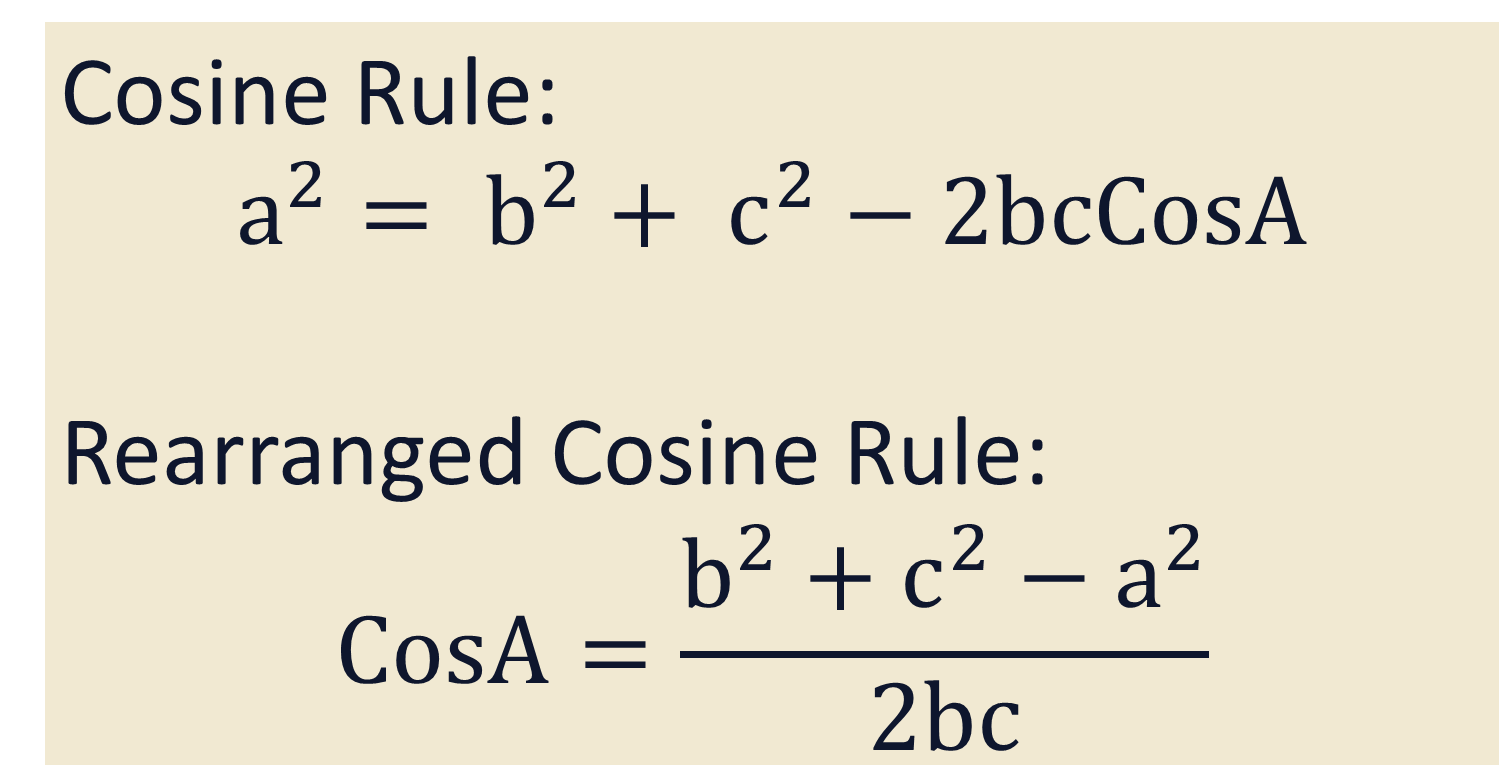 Cosine Rule:
a² = b² + c² − 2bcCosA
Rearranged Cosine Rule:
CosA = (b² + c² − a²)/2bc